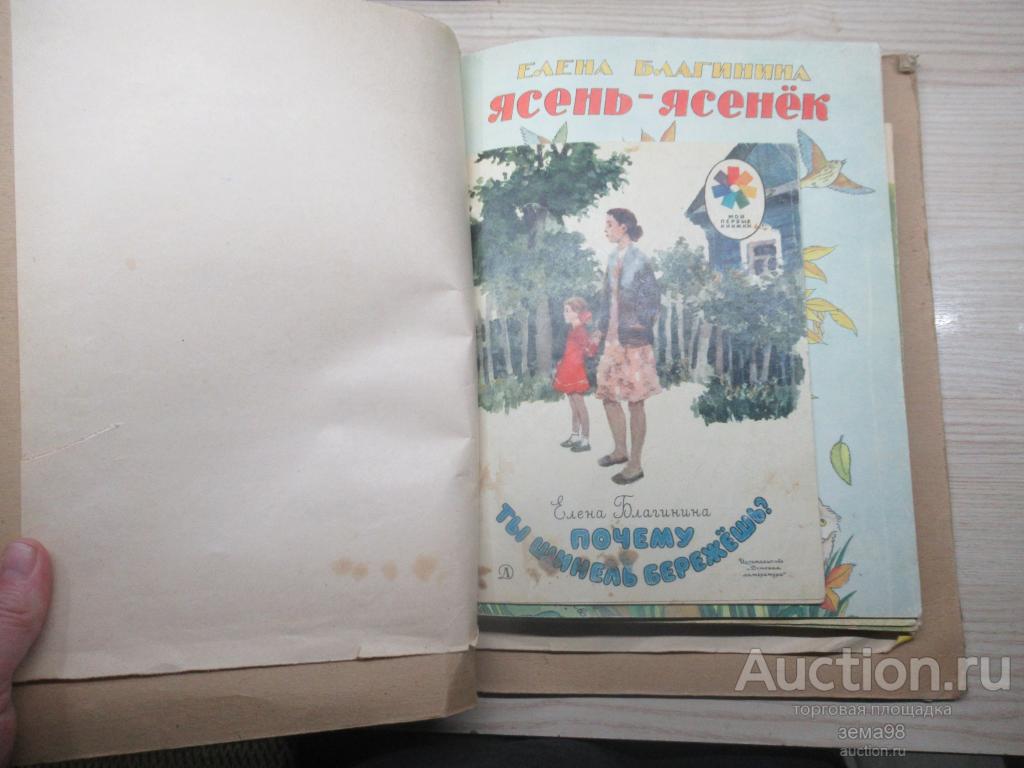 ЕЛЕНА БЛАГИНИНА
ЯСЕНЬ-ЯСЕНЁК
МОИ
ПЕРВЫЕ
КНИЖКИ
Елена Благинина
ПОЧЕМУ
ТЫ ШИНЕЛЬ БЕРЕЖЁШЬ?
Издательство
"Детская
литература"
Auction.ru
торговая площадка
зема98
auction.ru